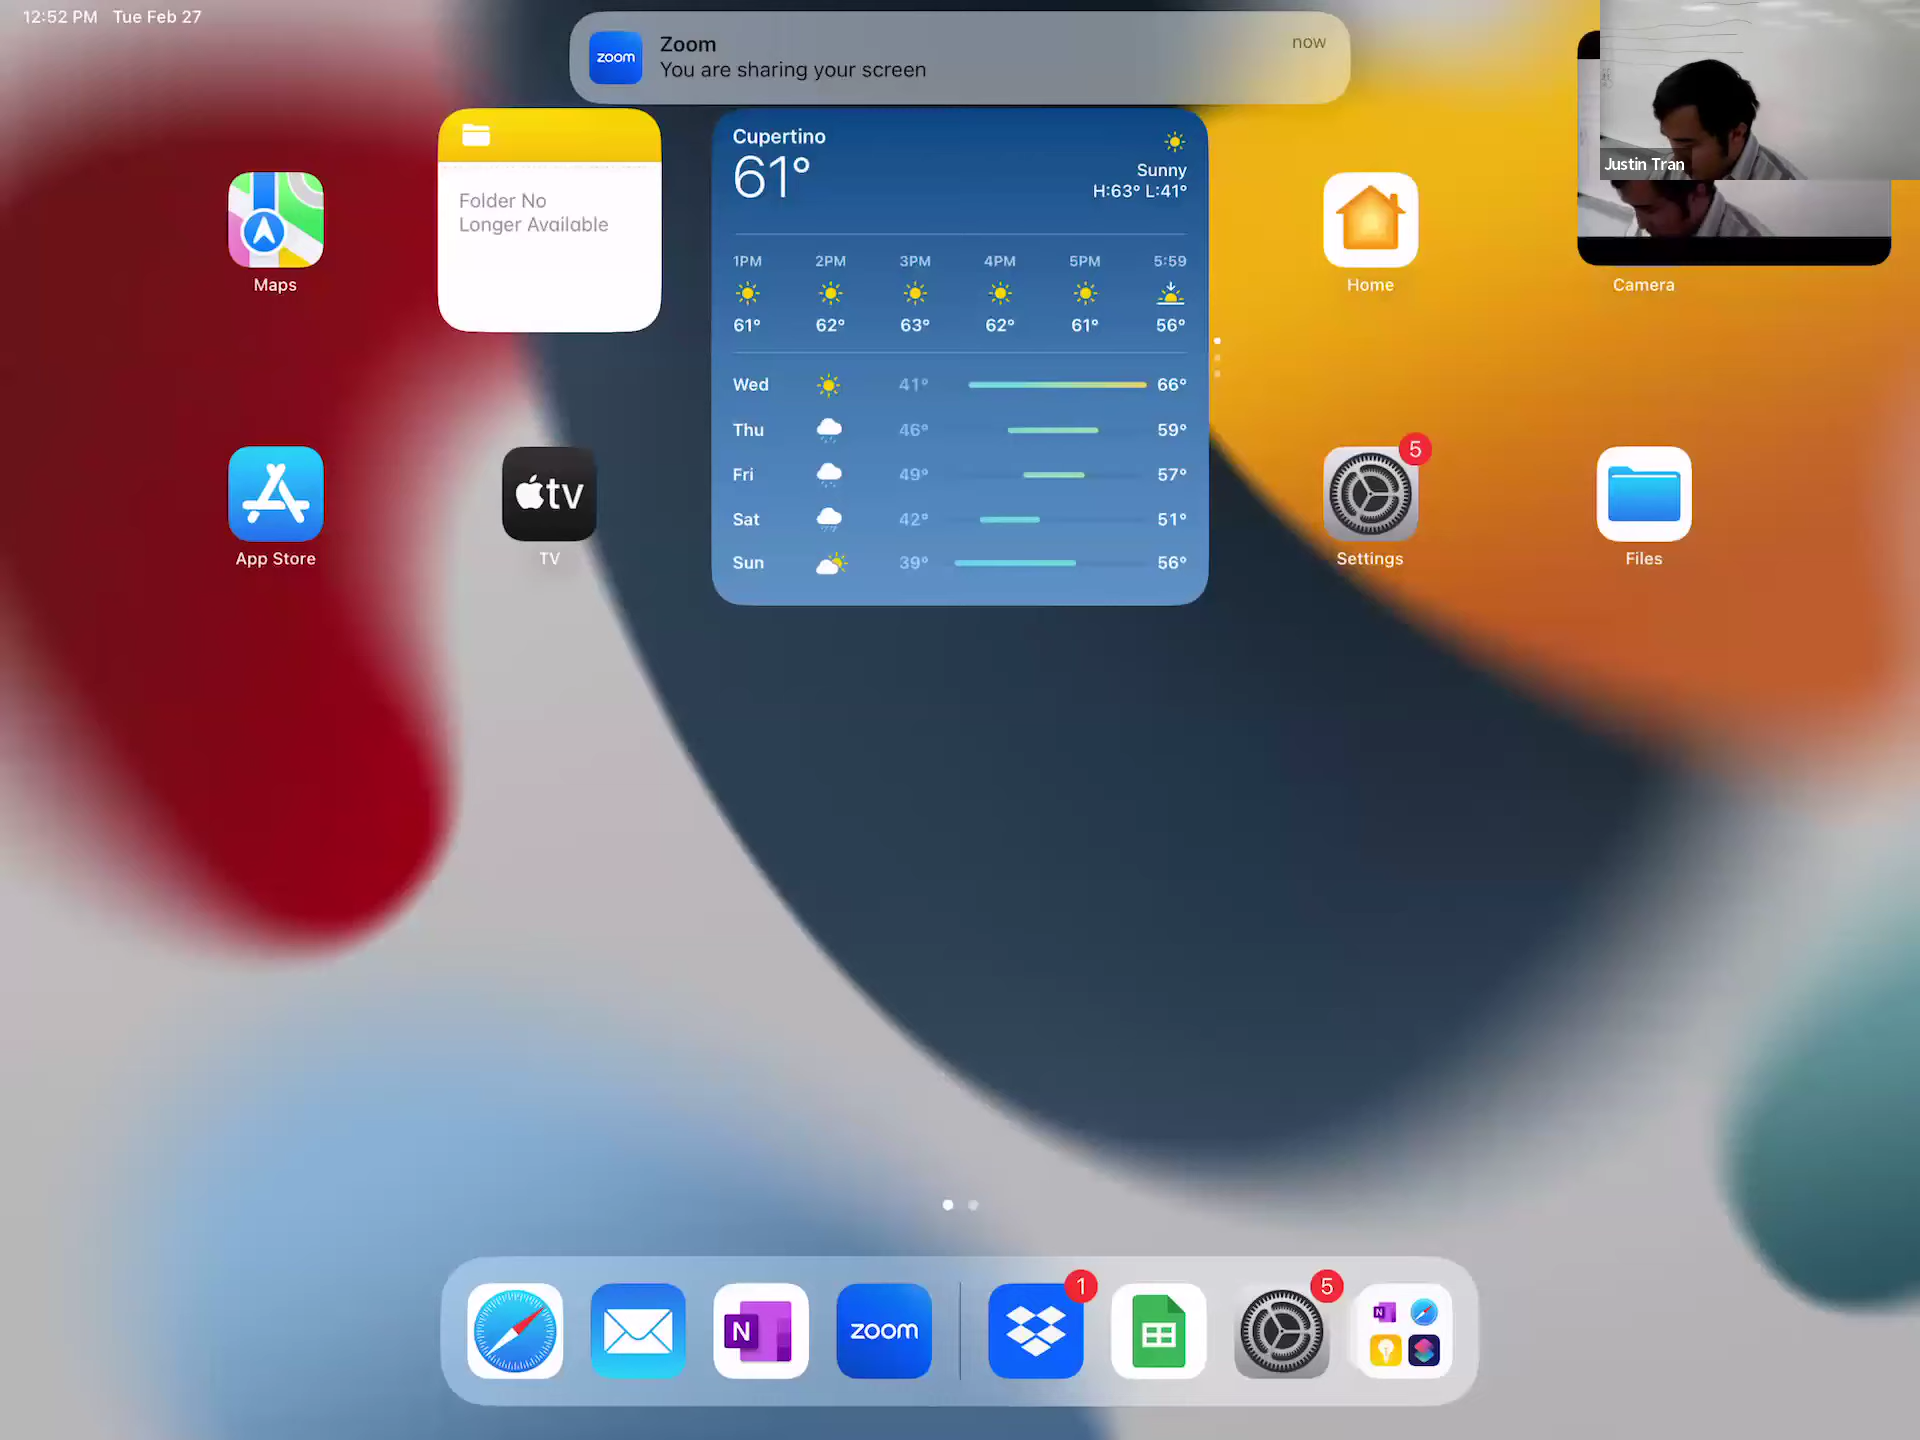 12:52 PM Tue Feb 27
zoom
Zoom
now
You are sharing your screen
Justin Tran
Maps
Folder No
Longer Available
Cupertino
61°
Sunny
H:63° L:41°
1PM 2PM 3PM 4PM 5PM 5:59
61° 62° 63° 62° 61° 56°
Wed 41° 66°
Thu 46° 59°
Fri 49° 57°
Sat 42° 51°
Sun 39° 56°
Home
Camera
App Store
tv
TV
5
Settings
Files
N
zoom
1
5
N